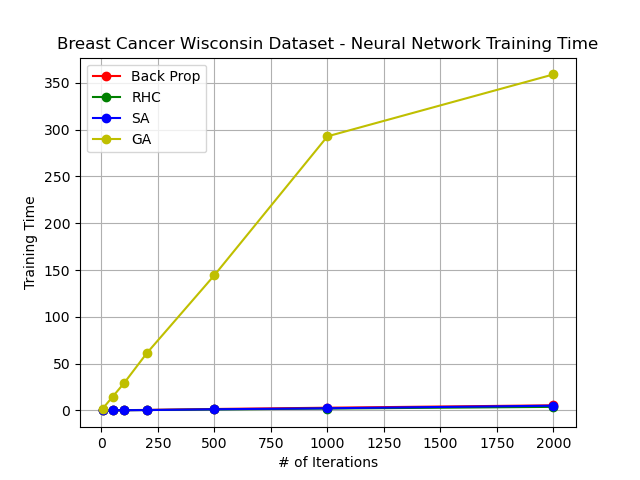 Breast Cancer Wisconsin Dataset - Neural Network Training Time
Back Prop
RHC
SA
GA
Training Time
350
300
250
200
150
100
50
0
0 250 500 750 1000 1250 1500 1750 2000
# of Iterations